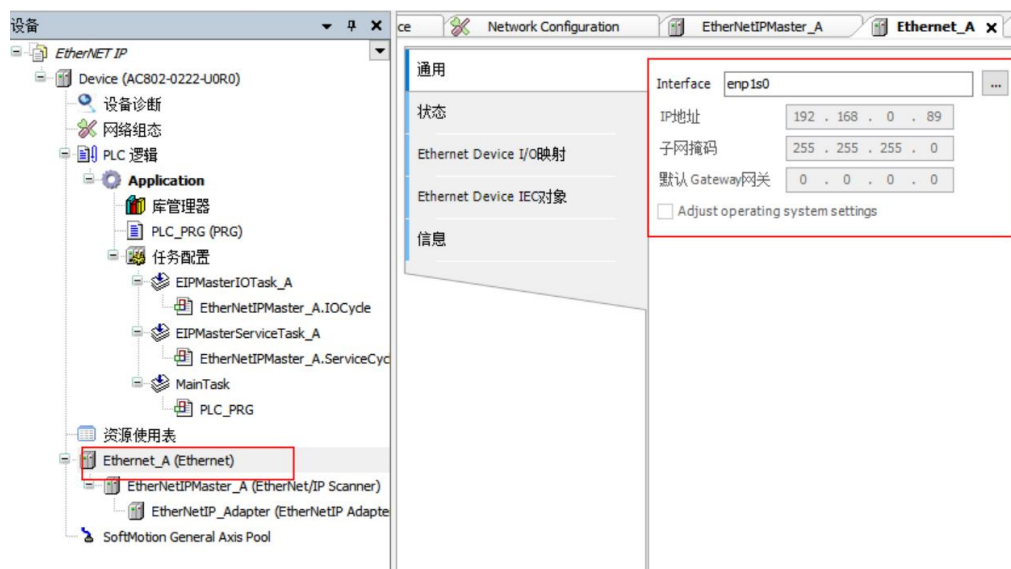 设备
EtherNET IP
Device (AC802-0222-U0R0)
设备诊断
网络组态
PLC 逻辑
Application
库管理器
PLC_PRG (PRG)
任务配置
EIPMasterIOTask_A
EtherNetIPMaster_A.IOCycle
EIPMasterServiceTask_A
EtherNetIPMaster_A.ServiceCyc
MainTask
PLC_PRG
资源使用表
Ethernet_A (Ethernet)
EtherNetIPMaster_A (EtherNet/IP Scanner)
EtherNetIP_Adapter (EtherNetIP Adapte
SoftMotion General Axis Pool
ce Network Configuration EtherNetIPMaster_A Ethernet_A
通用
状态
Ethernet Device I/O映射
Ethernet Device IEC对象
信息
Interface enp1s0 ...
IP地址 192 . 168 . 0 . 89
子网掩码 255 . 255 . 255 . 0
默认 Gateway网关 0 . 0 . 0 . 0
Adjust operating system settings